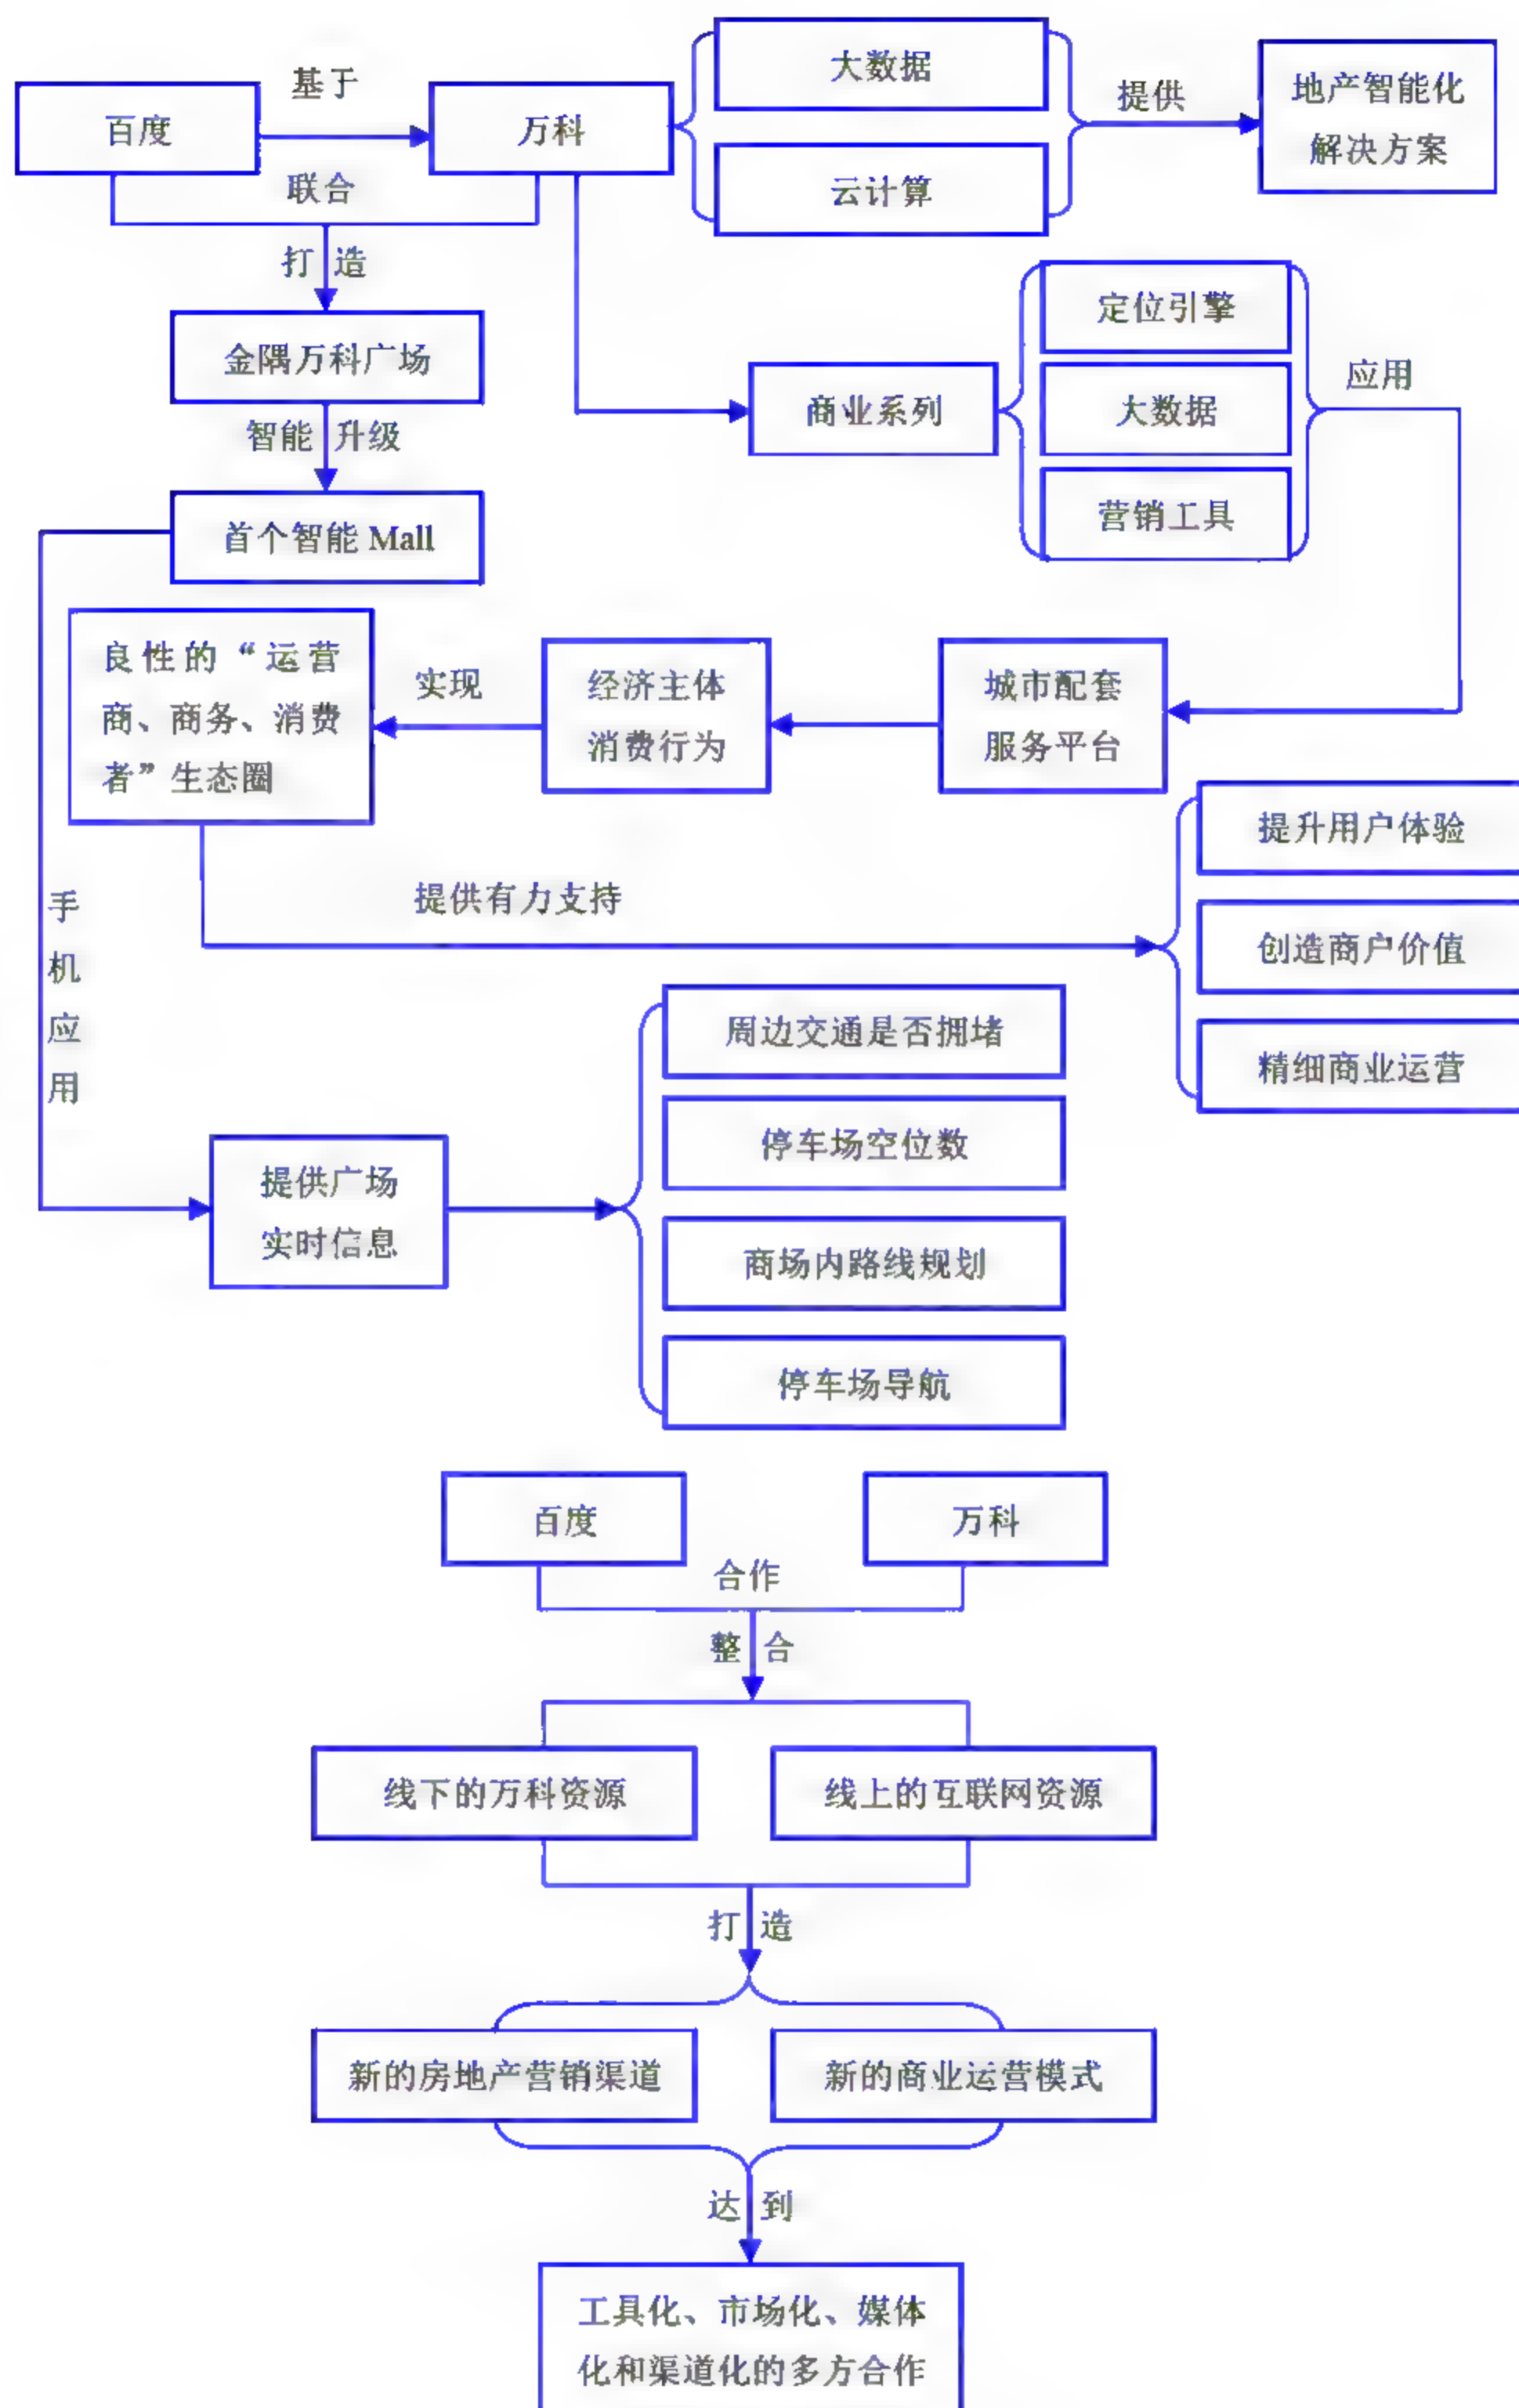 百度
基于
万科
联合
大数据
云计算
提供
地产智能化
解决方案
打造
金隅万科广场
智能升级
首个智能 Mall
商业系列
定位引擎
大数据
营销工具
应用
良性的“运营
商、商务、消费
者”生态圈
实现
经济主体
消费行为
城市配套
服务平台
提供有力支持
提升用户体验
创造商户价值
精细商业运营
手机应用
提供广场
实时信息
周边交通是否拥堵
停车场空位数
商场内路线规划
停车场导航
百度
万科
合作
整合
线下的万科资源
线上的互联网资源
打造
新的房地产营销渠道
新的商业运营模式
达到
工具化、市场化、媒体
化和渠道化的多方合作